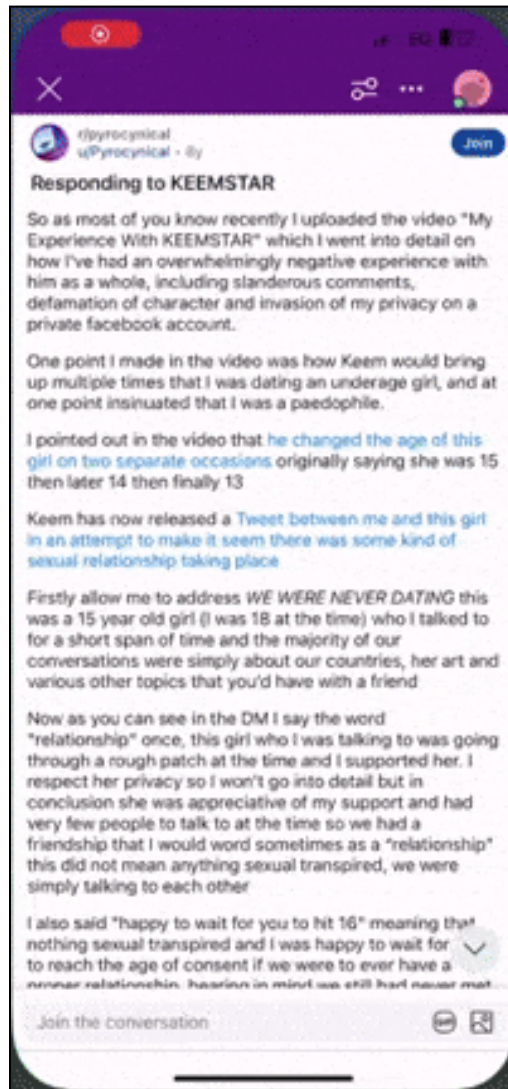 r/pyrocynical
u/Pyrocynical • 8y
Join
Responding to KEEMSTAR
So as most of you know recently I uploaded the video "My
Experience With KEEMSTAR" which I went into detail on
how I've had an overwhelmingly negative experience with
him as a whole, including slanderous comments,
defamation of character and invasion of my privacy on a
private facebook account.
One point I made in the video was how Keem would bring
up multiple times that I was dating an underage girl, and at
one point insinuated that I was a paedophile.
I pointed out in the video that he changed the age of this
girl on two separate occasions originally saying she was 15
then later 14 then finally 13
Keem has now released a Tweet between me and this girl
in an attempt to make it seem there was some kind of
sexual relationship taking place
Firstly allow me to address WE WERE NEVER DATING this
was a 15 year old girl (I was 18 at the time) who I talked to
for a short span of time and the majority of our
conversations were simply about our countries, her art and
various other topics that you'd have with a friend
Now as you can see in the DM I say the word
"relationship" once, this girl who I was talking to was going
through a rough patch at the time and I supported her. I
respect her privacy so I won't go into detail but in
conclusion she was appreciative of my support and had
very few people to talk to at the time so we had a
friendship that I would word sometimes as a "relationship"
this did not mean anything sexual transpired, we were
simply talking to each other
I also said "happy to wait for you to hit 16" meaning that
nothing sexual transpired and I was happy to wait for
to reach the age of consent if we were to ever have a
proper relationship, bearing in mind we still had never met
Join the conversation